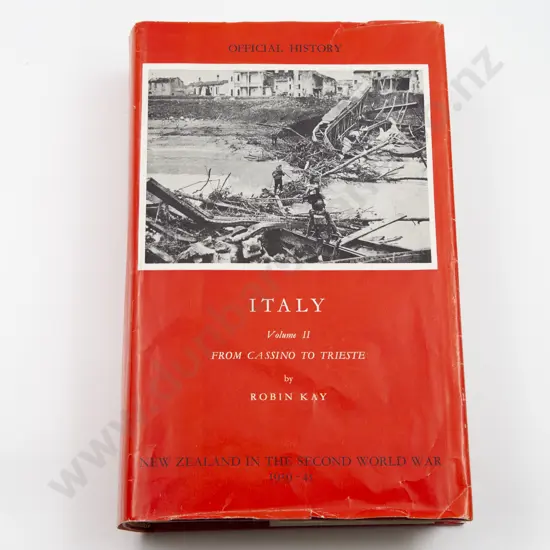 OFFICIAL HISTORY
ITALY
Volume II
FROM CASSINO TO TRIESTE
by
ROBIN KAY
NEW ZEALAND IN THE SECOND WORLD WAR